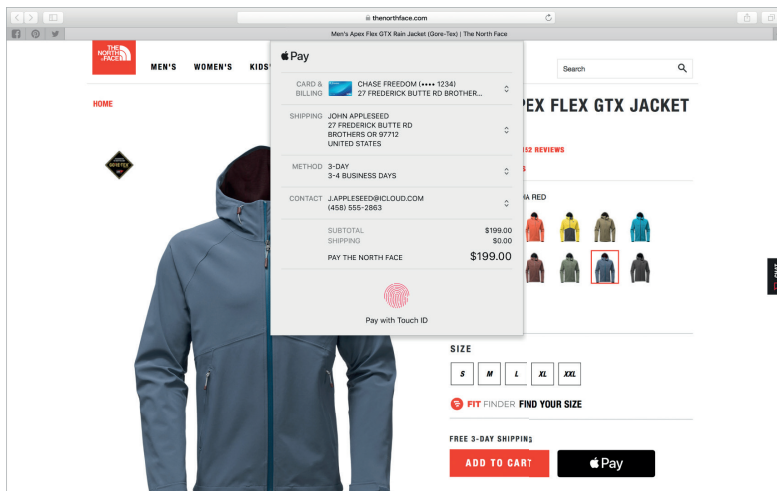 thenorthface.com
Men's Apex Flex GTX Rain Jacket (Gore-Tex) | The North Face
THE
NORTH
FACE
MEN'S WOMEN'S KIDS'
Search
Pay
CARD & BILLING CHASE FREEDOM (•••• 1234)
27 FREDERICK BUTTE RD BROTHER...
SHIPPING JOHN APPLESEED
27 FREDERICK BUTTE RD
BROTHERS OR 97712
UNITED STATES
METHOD 3-DAY
3-4 BUSINESS DAYS
CONTACT J.APPLESEED@ICLOUD.COM
(458) 555-2863
SUBTOTAL $199.00
SHIPPING $0.00
PAY THE NORTH FACE $199.00
Pay with Touch ID
HOME
GORE-TEX
EX FLEX GTX JACKET
152 REVIEWS
S
HA RED
SIZE
S M L XL XXL
FIT FINDER FIND YOUR SIZE
FREE 3-DAY SHIPPING
ADD TO CART
Pay